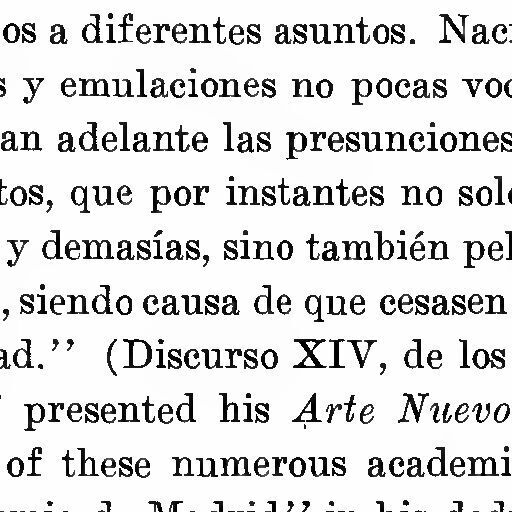 os a diferentes asuntos. Naci
s y emulaciones no pocas voc
an adelante las presunciones
tos, que por instantes no sol
y demasías, sino también pel
, siendo causa de que cesasen
ad.’’ (Discurso XIV, de los
presented his Arte Nuevo
of these numerous academi